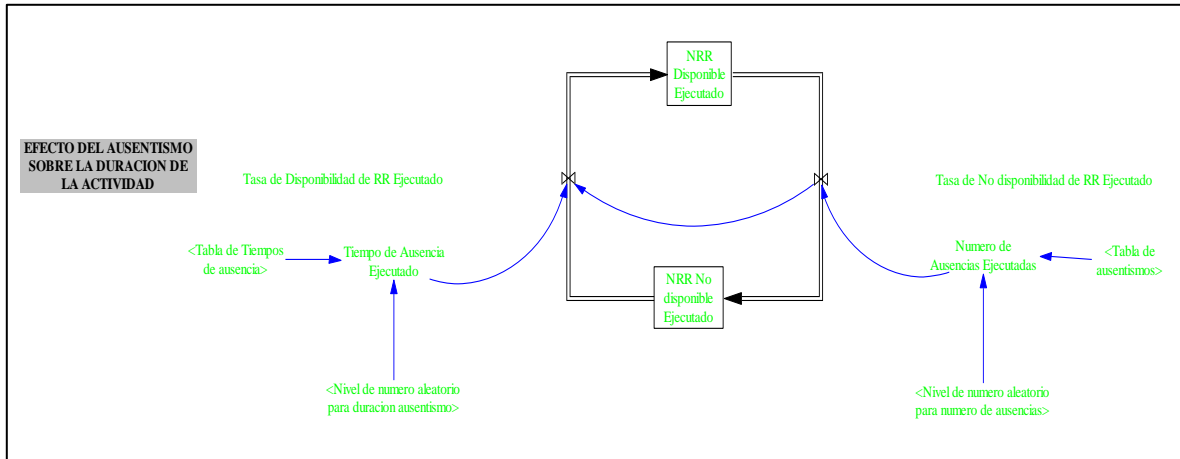 NRR
Disponible
Ejecutado
EFECTO DEL AUSENTISMO
SOBRE LA DURACION DE
LA ACTIVIDAD
Tasa de Disponibilidad de RR Ejecutado
Tasa de No disponibilidad de RR Ejecutado
<Tabla de Tiempos
de ausencia>
Tiempo de Ausencia
Ejecutado
NRR No
disponible
Ejecutado
Numero de
Ausencias Ejecutadas
<Tabla de
ausentismos>
<Nivel de numero aleatorio
para duracion ausentismo>
<Nivel de numero aleatorio
para numero de ausencias>